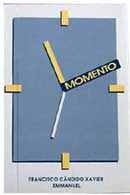 MOMENTO
FRANCISCO CÂNDIDO XAVIER
EMMANUEL